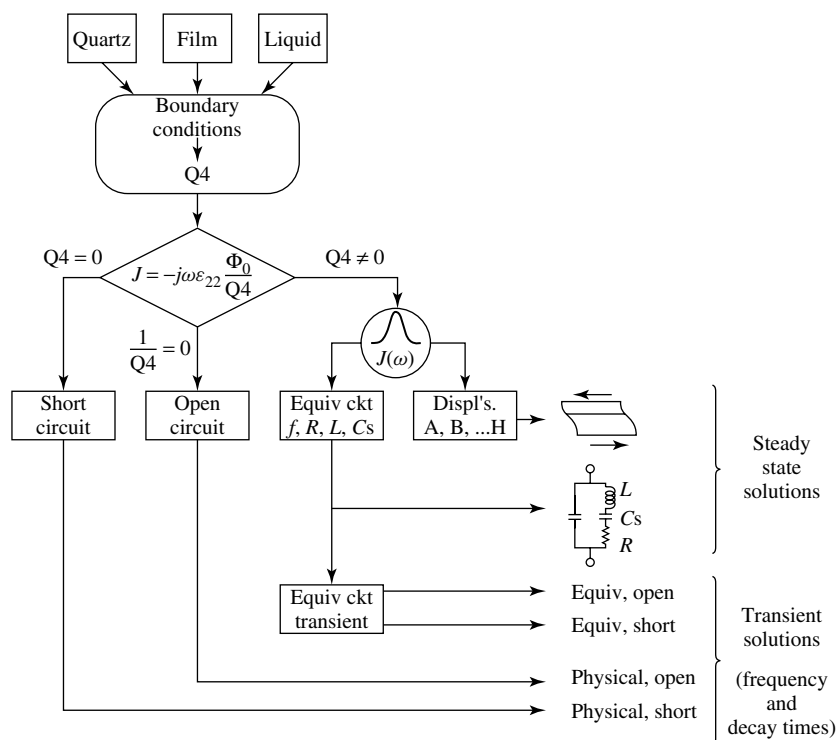 Quartz
Film
Liquid
Boundary
conditions
Q4
Q4 = 0
J = −jωε₂₂ Φ₀/Q4
Q4 ≠ 0
1/Q4 = 0
J(ω)
Short
circuit
Open
circuit
Equiv ckt
f, R, L, Cs
Displ's.
A, B, ...H
Steady
state
solutions
L
Cs
R
Equiv ckt
transient
Equiv, open
Equiv, short
Physical, open
Physical, short
Transient
solutions
(frequency
and
decay times)